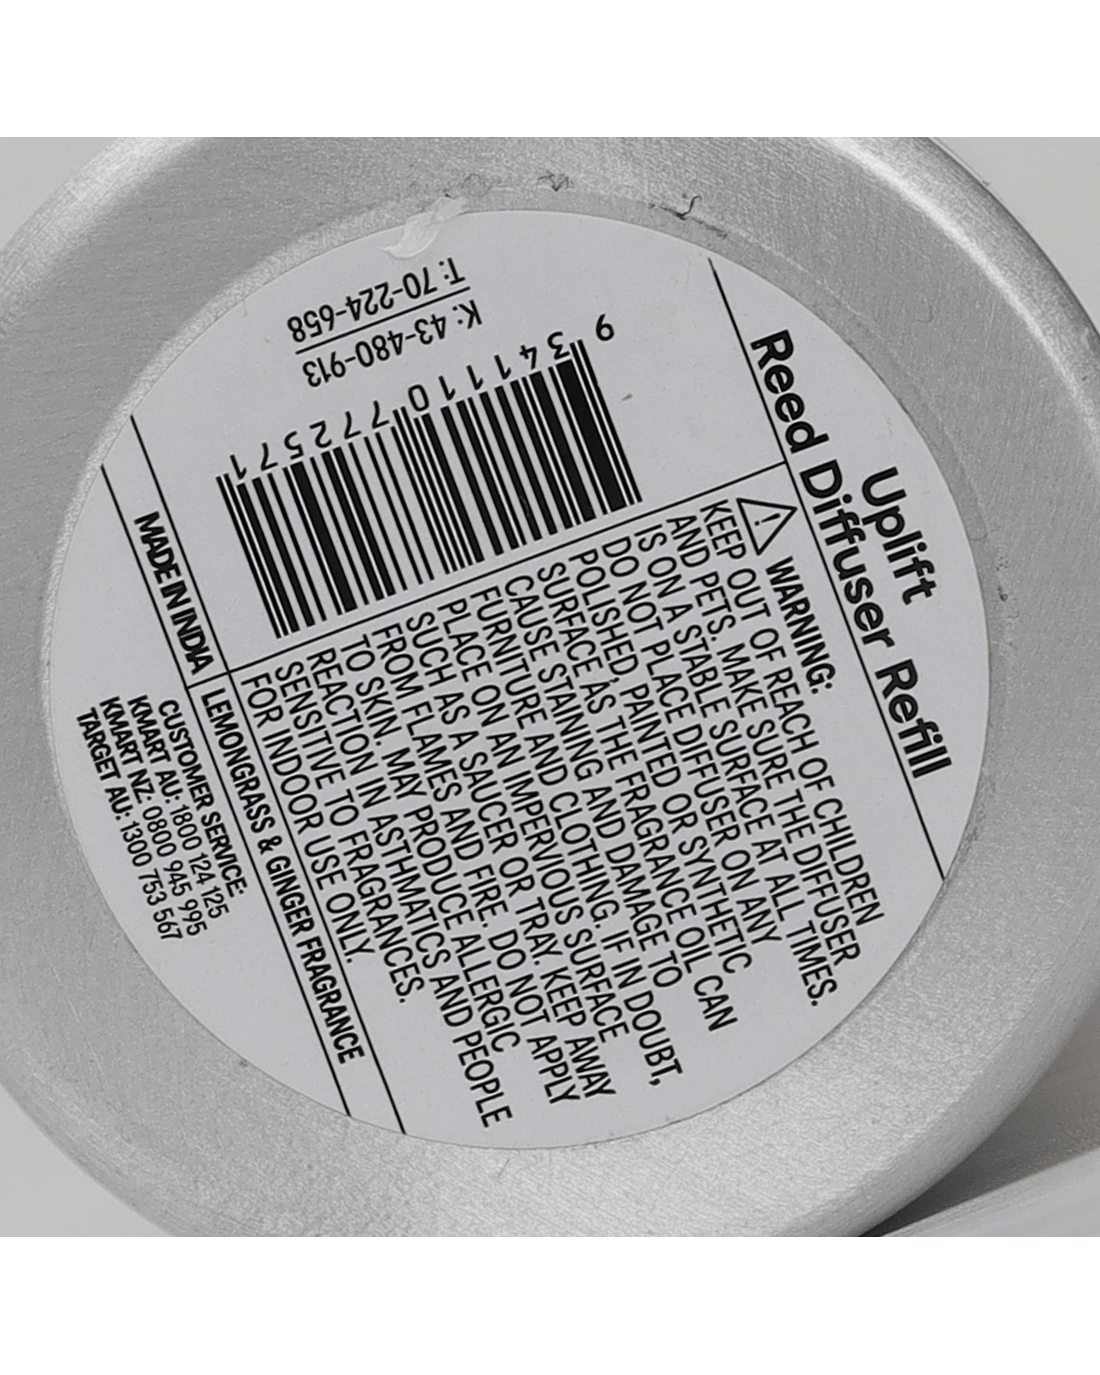 Uplift
Reed Diffuser Refill
WARNING:
KEEP OUT OF REACH OF CHILDREN
AND PETS. MAKE SURE THE DIFFUSER
IS ON A STABLE SURFACE AT ALL TIMES.
DO NOT PLACE DIFFUSER ON ANY
POLISHED, PAINTED OR SYNTHETIC
SURFACE AS THE FRAGRANCE OIL CAN
CAUSE STAINING AND DAMAGE TO
FURNITURE AND CLOTHING. IF IN DOUBT,
PLACE ON AN IMPERVIOUS SURFACE
SUCH AS A SAUCER OR TRAY. KEEP AWAY
FROM FLAMES AND FIRE. DO NOT APPLY
TO SKIN. MAY PRODUCE ALLERGIC
REACTION IN ASTHMATICS AND PEOPLE
SENSITIVE TO FRAGRANCES.
FOR INDOOR USE ONLY.
T: 70-224-658
K: 43-480-913
9 341110 772571
MADE IN INDIA
LEMONGRASS & GINGER FRAGRANCE
CUSTOMER SERVICE:
KMART AU: 1800 124 125
KMART NZ: 0800 945 995
TARGET AU: 1300 753 567